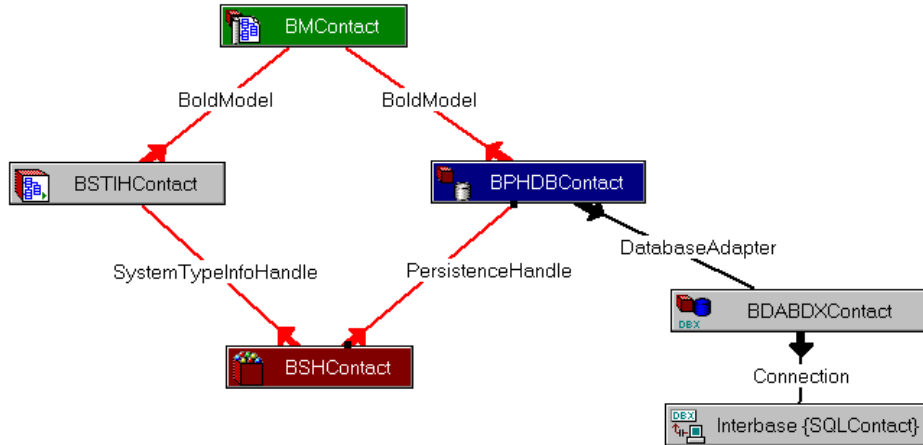 BMContact
BoldModel BoldModel
BSTIHContact BPHDBContact
DatabaseAdapter
SystemTypeInfoHandle PersistenceHandle
DBX BDABDXContact
BSHContact
Connection
DBX Interbase {SQLContact}